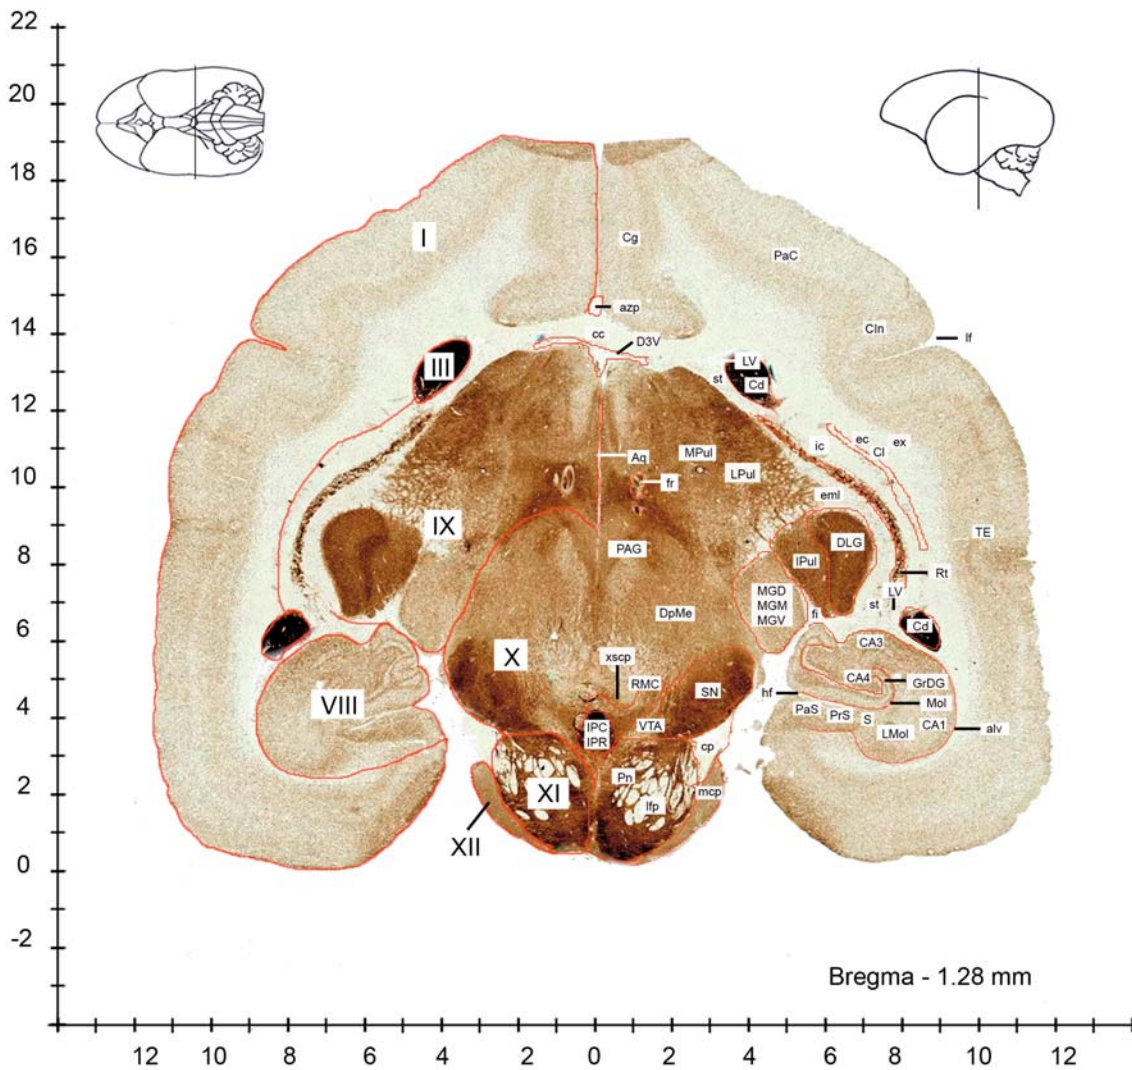 22
20
18
16
14
12
10
8
6
4
2
0
-2
I
Cg
PaC
azp
cc
D3V
CIn
lf
III
LV
Cd
st
ec
ex
Cl
ic
Aq
MPul
LPul
fr
eml
IX
PAG
DLG
IPul
TE
Rt
MGD
MGM
MGV
LV
st
fi
DpMe
Cd
X
xscp
RMC
SN
CA3
CA4
GrDG
hf
Mol
VIII
PaS
PrS
S
CA1
alv
LMol
IPC
IPR
VTA
cp
Pn
mcp
XI
lfp
XII
Bregma - 1.28 mm
12 10 8 6 4 2 0 2 4 6 8 10 12